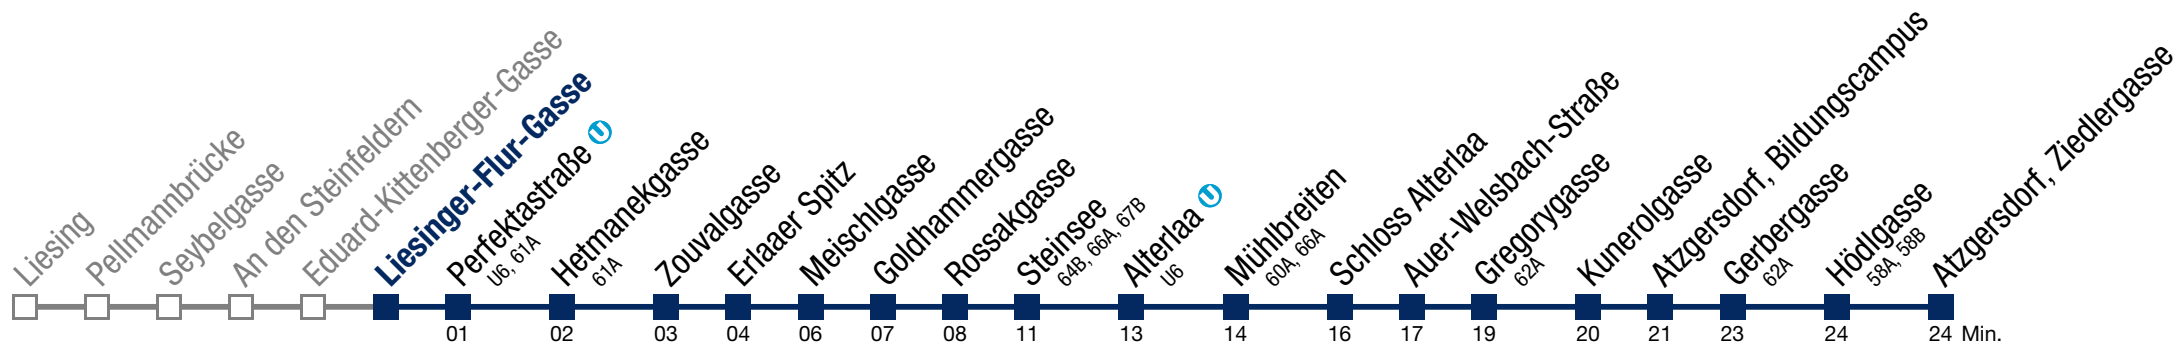 Liesing
Pellmannbrücke
Seybelgasse
An den Steinfeldern
Eduard-Kittenberger-Gasse
Liesinger-Flur-Gasse
Perfektastraße U
U6, 61A
Hetmanekgasse
61A
Zouvalgasse
Erlaaer Spitz
Meischlgasse
Goldhammergasse
Rossakgasse
Steinsee
64B, 66A, 67B
Alterlaa U
U6
Mühlbreiten
60A, 66A
Schloss Alterlaa
Auer-Welsbach-Straße
Gregorygasse
62A
Kunerolgasse
Atzgersdorf, Bildungscampus
Gerbergasse
62A
Hödlgasse
58A, 58B
Atzgersdorf, Ziedlergasse
01 02 03 04 06 07 08 11 13 14 16 17 19 20 21 23 24 24 Min.